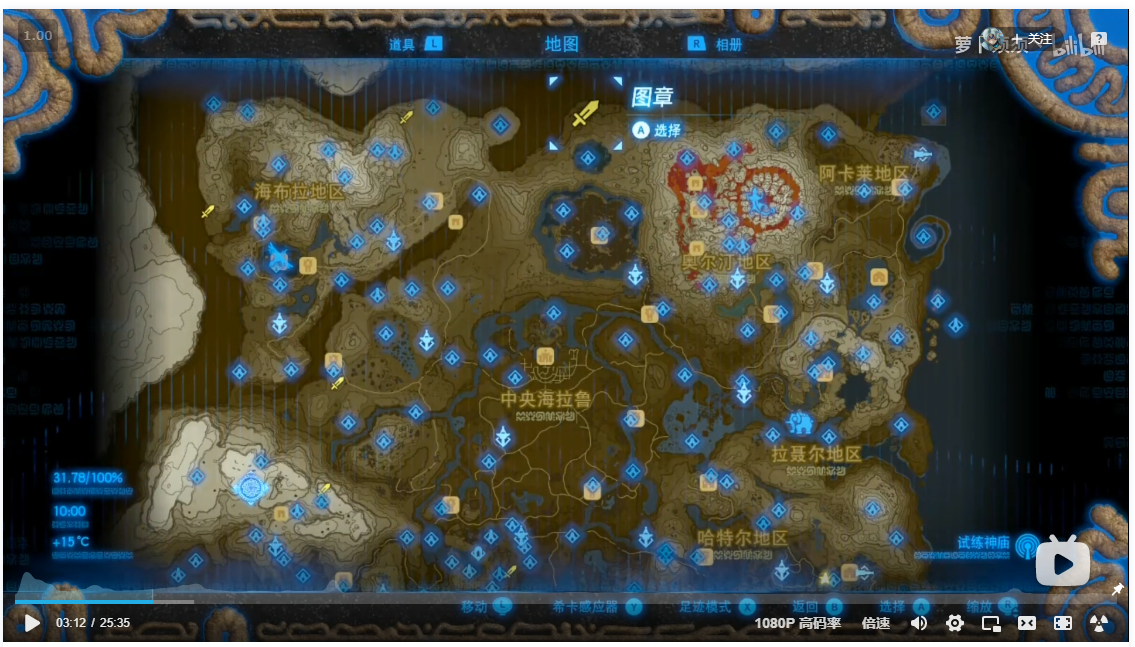 1.00
道具 L
地图
R 相册
萝卜
+ 关注
bilibili
?
图章
A 选择
海布拉地区
阿卡莱地区
奥尔汀地区
中央海拉鲁
拉聂尔地区
哈特尔地区
31.78/100%
10:00
+15℃
试炼神庙
移动 L
希卡感应器 Y
足迹模式 X
返回 B
选择 A
缩放 R
03:12 / 25:35
1080P 高码率
倍速